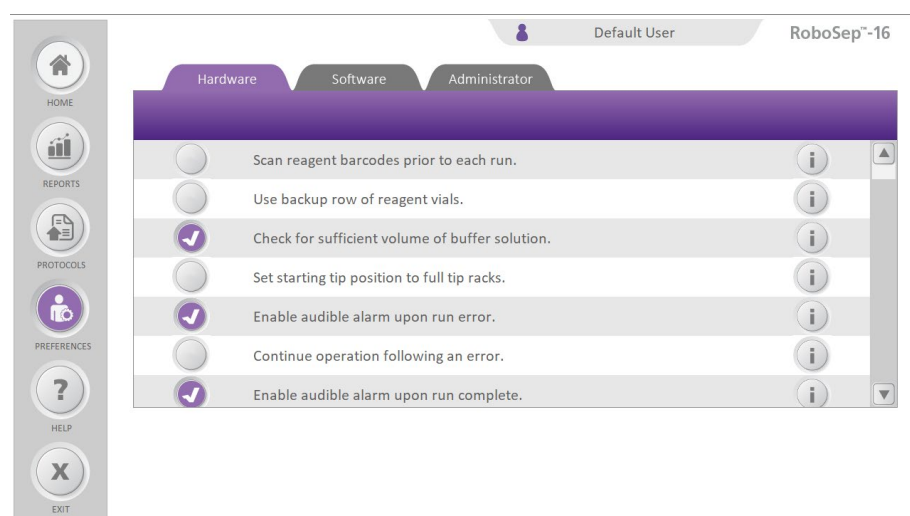 Default User
RoboSep™-16
HOME
REPORTS
PROTOCOLS
PREFERENCES
? 
HELP
X
EXIT
Hardware
Software
Administrator
Scan reagent barcodes prior to each run.
i
Use backup row of reagent vials.
i
Check for sufficient volume of buffer solution.
i
Set starting tip position to full tip racks.
i
Enable audible alarm upon run error.
i
Continue operation following an error.
i
Enable audible alarm upon run complete.
i